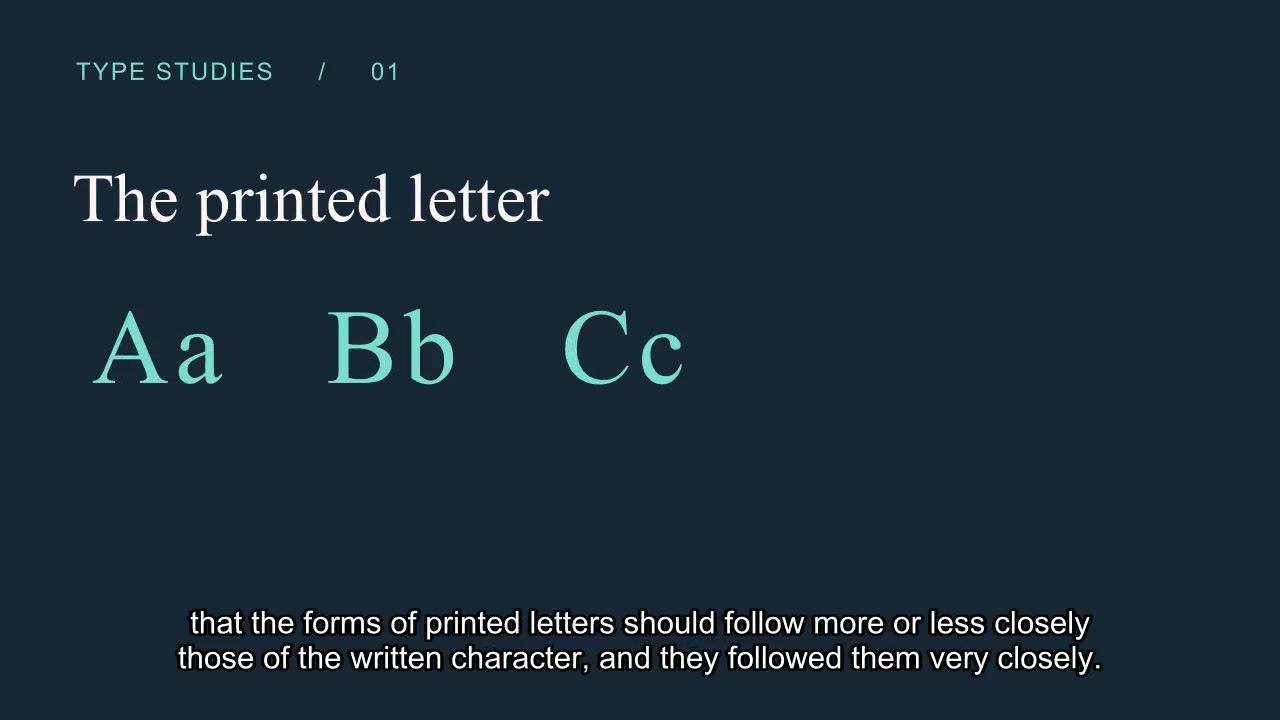 TYPE STUDIES / 01
The printed letter
Aa Bb Cc
that the forms of printed letters should follow more or less closely
those of the written character, and they followed them very closely.